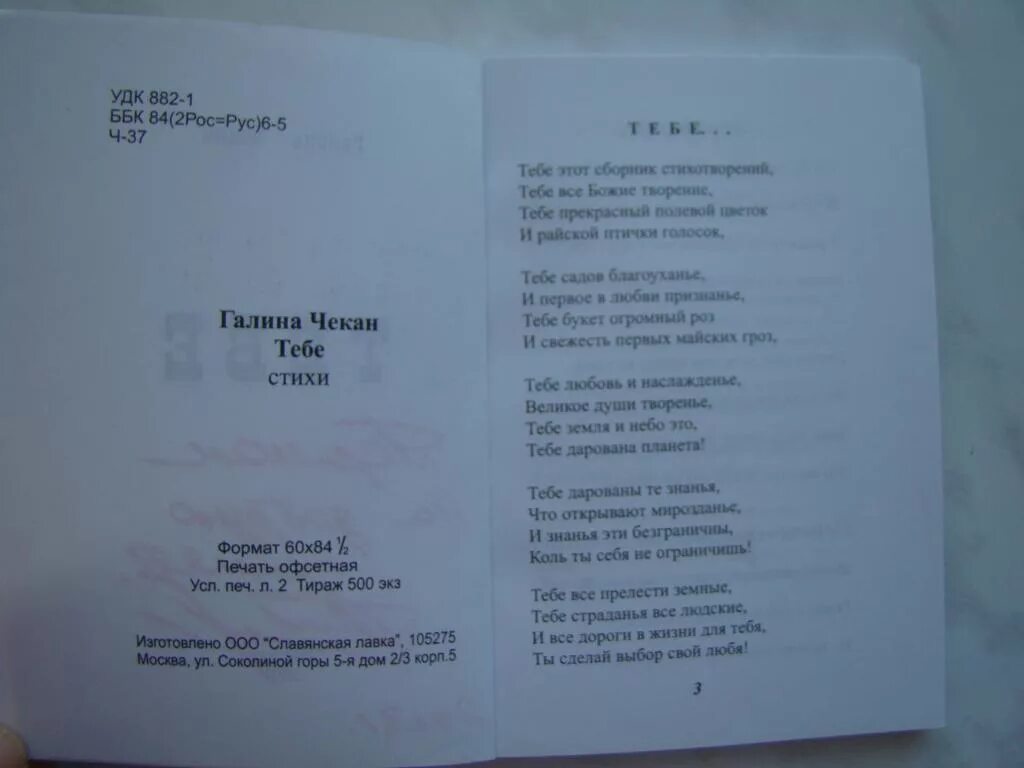 УДК 882-1
ББК 84(2Рос=Рус)6-5
Ч-37
Галина Чекан
Тебе
стихи
Формат 60х84 ½
Печать офсетная
Усл. печ. л. 2 Тираж 500 экз
Изготовлено ООО "Славянская лавка", 105275
Москва, ул. Соколиной горы 5-я дом 2/3 корп.5
ТЕБЕ...
Тебе этот сборник стихотворений,
Тебе все Божие творение,
Тебе прекрасный полевой цветок
И райской птички голосок,
Тебе садов благоуханье,
И первое в любви признанье,
Тебе букет огромный роз
И свежесть первых майских гроз,
Тебе любовь и наслажденье,
Великое души творенье,
Тебе земля и небо это,
Тебе дарована планета!
Тебе дарованы те знанья,
Что открывают мирозданье,
И знанья эти безграничны,
Коль ты себя не ограничишь!
Тебе все прелести земные,
Тебе страданья все людские,
И все дороги в жизни для тебя,
Ты сделай выбор свой любя!
3